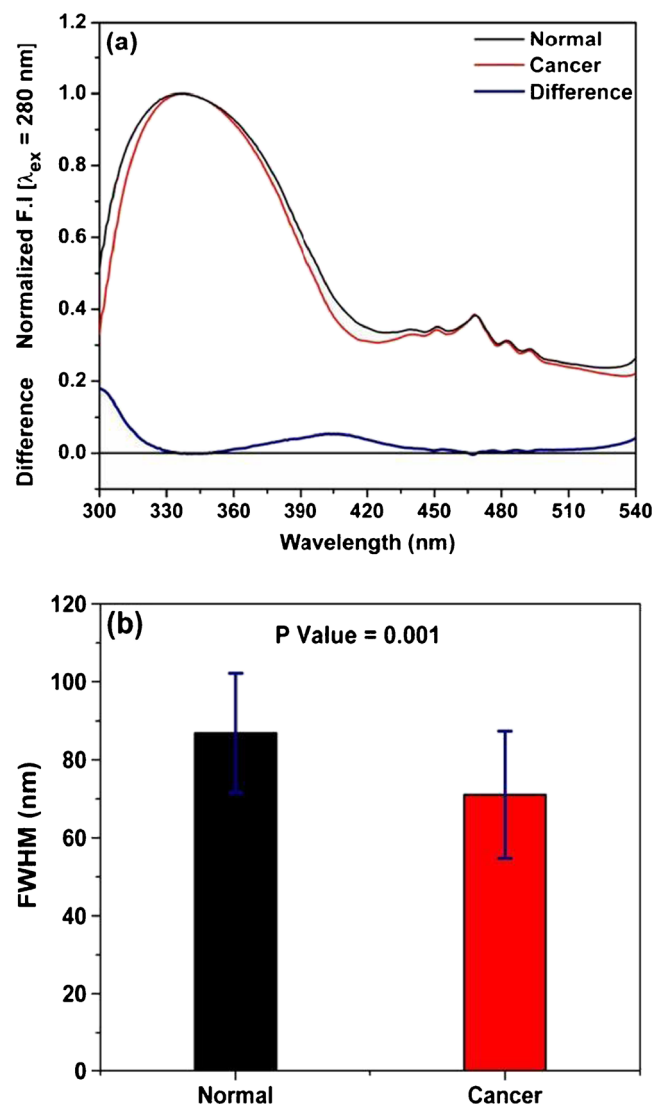 (a)
Normal
Cancer
Difference
Difference Normalized F.I [λex = 280 nm]
1.2
1.0
0.8
0.6
0.4
0.2
0.0
300 330 360 390 420 450 480 510 540
Wavelength (nm)
(b)
P Value = 0.001
FWHM (nm)
120
100
80
60
40
20
0
Normal Cancer